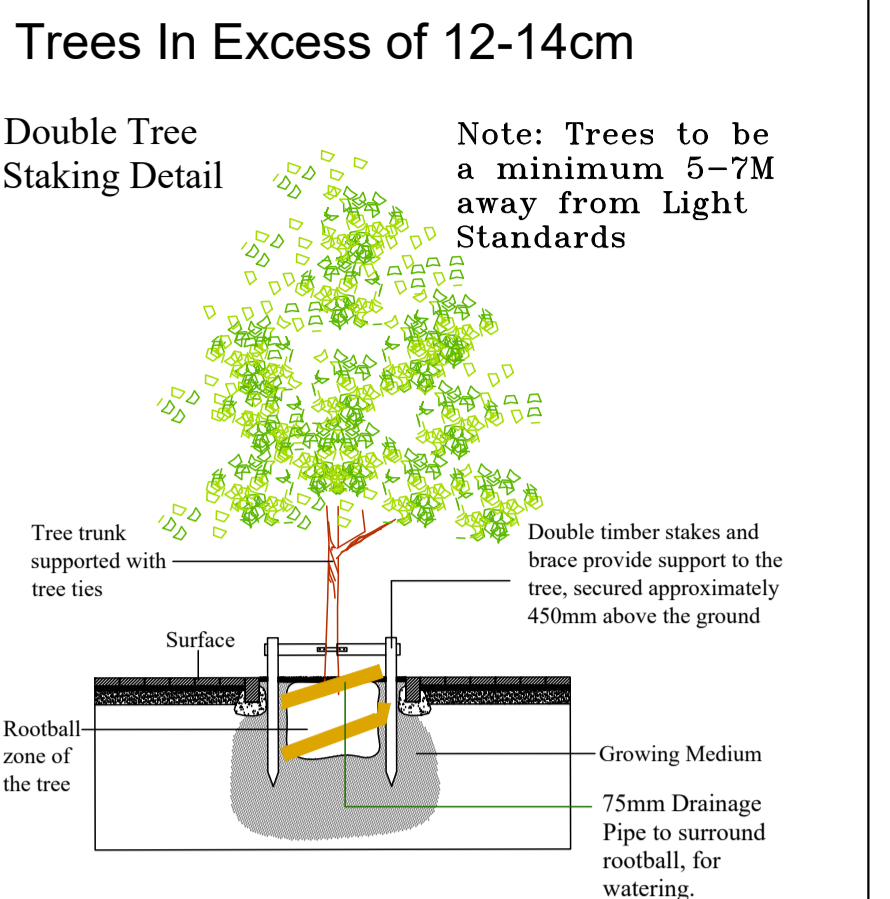 Trees In Excess of 12-14cm
Double Tree
Staking Detail
Note: Trees to be
a minimum 5-7M
away from Light
Standards
Tree trunk
supported with
tree ties
Double timber stakes and
brace provide support to the
tree, secured approximately
450mm above the ground
Surface
Rootball
zone of
the tree
Growing Medium
75mm Drainage
Pipe to surround
rootball, for
watering.